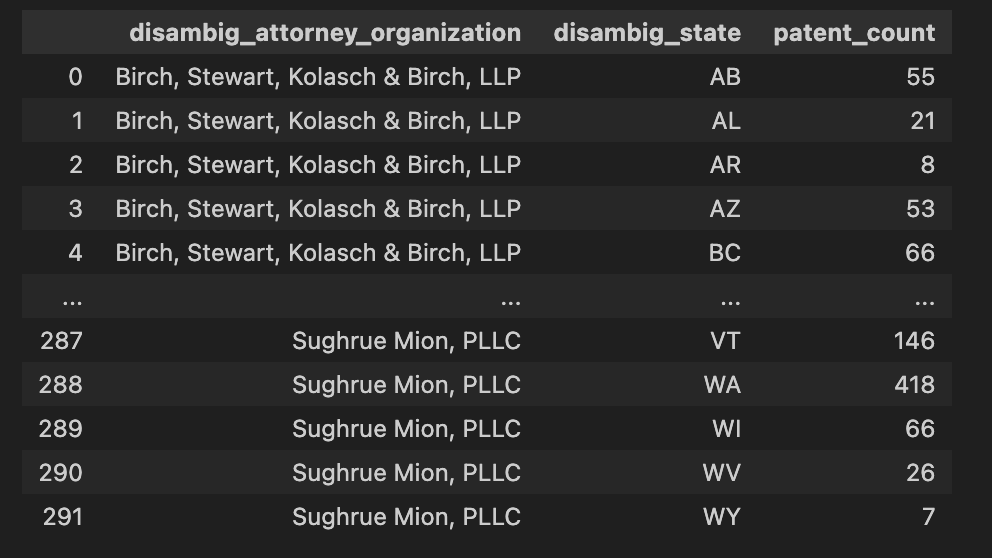 disambig_attorney_organization disambig_state patent_count
0 Birch, Stewart, Kolasch & Birch, LLP AB 55
1 Birch, Stewart, Kolasch & Birch, LLP AL 21
2 Birch, Stewart, Kolasch & Birch, LLP AR 8
3 Birch, Stewart, Kolasch & Birch, LLP AZ 53
4 Birch, Stewart, Kolasch & Birch, LLP BC 66
... ... ... ...
287 Sughrue Mion, PLLC VT 146
288 Sughrue Mion, PLLC WA 418
289 Sughrue Mion, PLLC WI 66
290 Sughrue Mion, PLLC WV 26
291 Sughrue Mion, PLLC WY 7